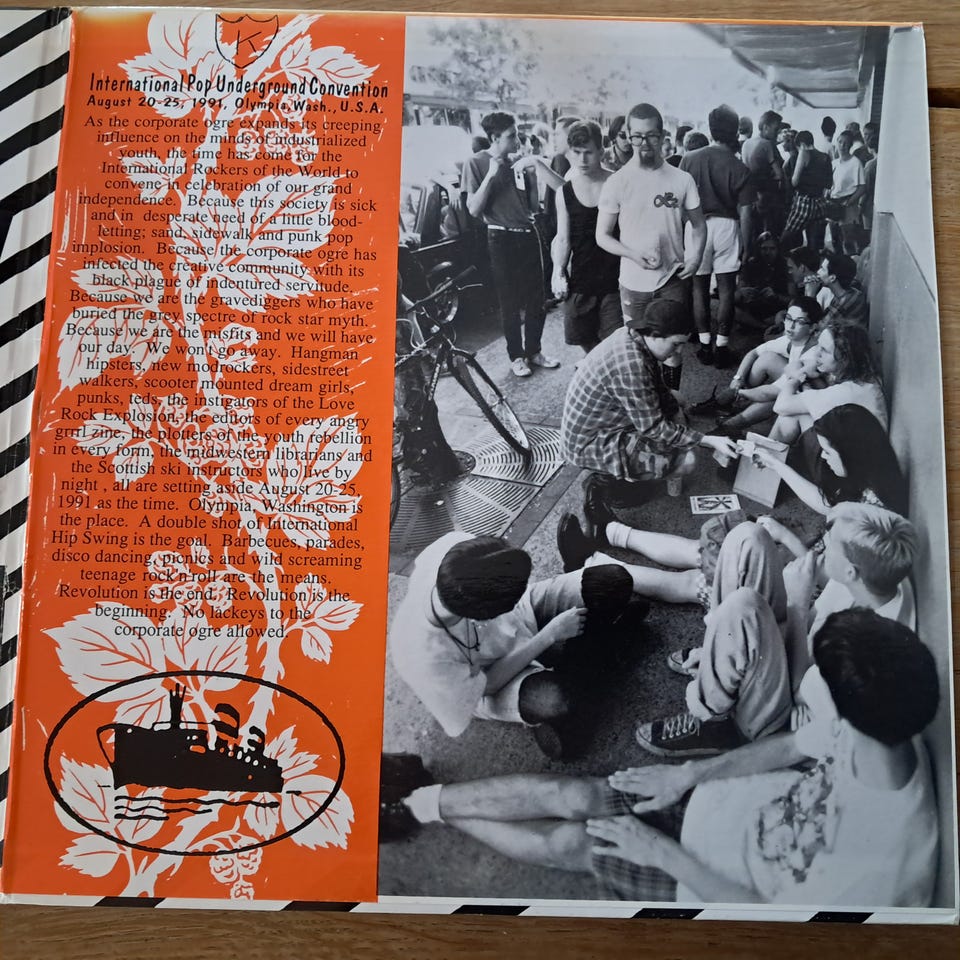 K
International Pop Underground Convention
August 20-25, 1991, Olympia, Wash., U.S.A.
As the corporate ogre expands its creeping
influence on the minds of industrialized
youth, the time has come for the
International Rockers of the World to
convene in celebration of our grand
independence. Because this society is sick
and in desperate need of a little blood-
letting; sand, sidewalk and punk pop
implosion. Because the corporate ogre has
infected the creative community with its
black plague of indentured servitude.
Because we are the gravediggers who have
buried the grey spectre of rock star myth.
Because we are the misfits and we will have
our day. We won't go away. Hangman
hipsters, new modrockers, sidestreet
walkers, scooter mounted dream girls,
punks, teds, the instigators of the Love
Rock Explosion, the editors of every angry
grrrl zine, the plotters of the youth rebellion
in every form, the midwestern librarians and
the Scottish ski instructors who live by
night , all are setting aside August 20-25,
1991 as the time. Olympia, Washington is
the place. A double shot of International
Hip Swing is the goal. Barbecues, parades,
disco dancing, picnics and wild screaming
teenage rock'n roll are the means.
Revolution is the end. Revolution is the
beginning. No lackeys to the
corporate ogre allowed.